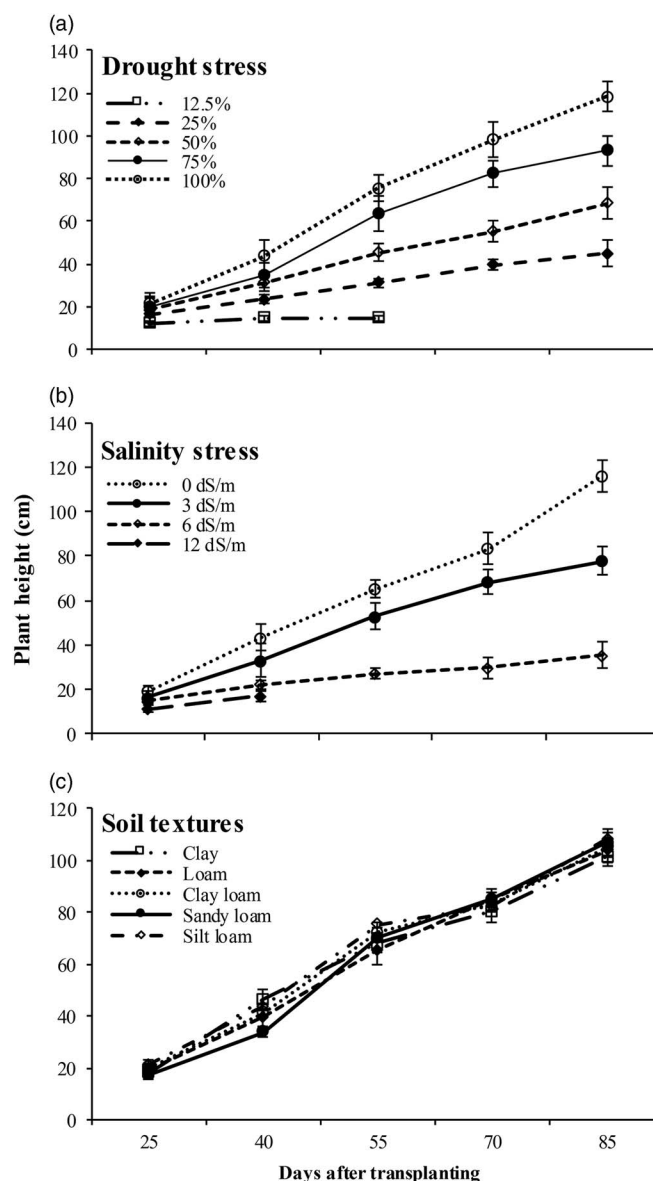 (a)
140
Drought stress
120
12.5%
25%
100
50%
75%
80
100%
60
40
20
0
(b)
140
Salinity stress
120
0 dS/m
3 dS/m
100
6 dS/m
12 dS/m
80
60
40
20
0
Plant height (cm)
(c)
120
Soil textures
100
Clay
Loam
Clay loam
80
Sandy loam
Silt loam
60
40
20
0
25 40 55 70 85
Days after transplanting